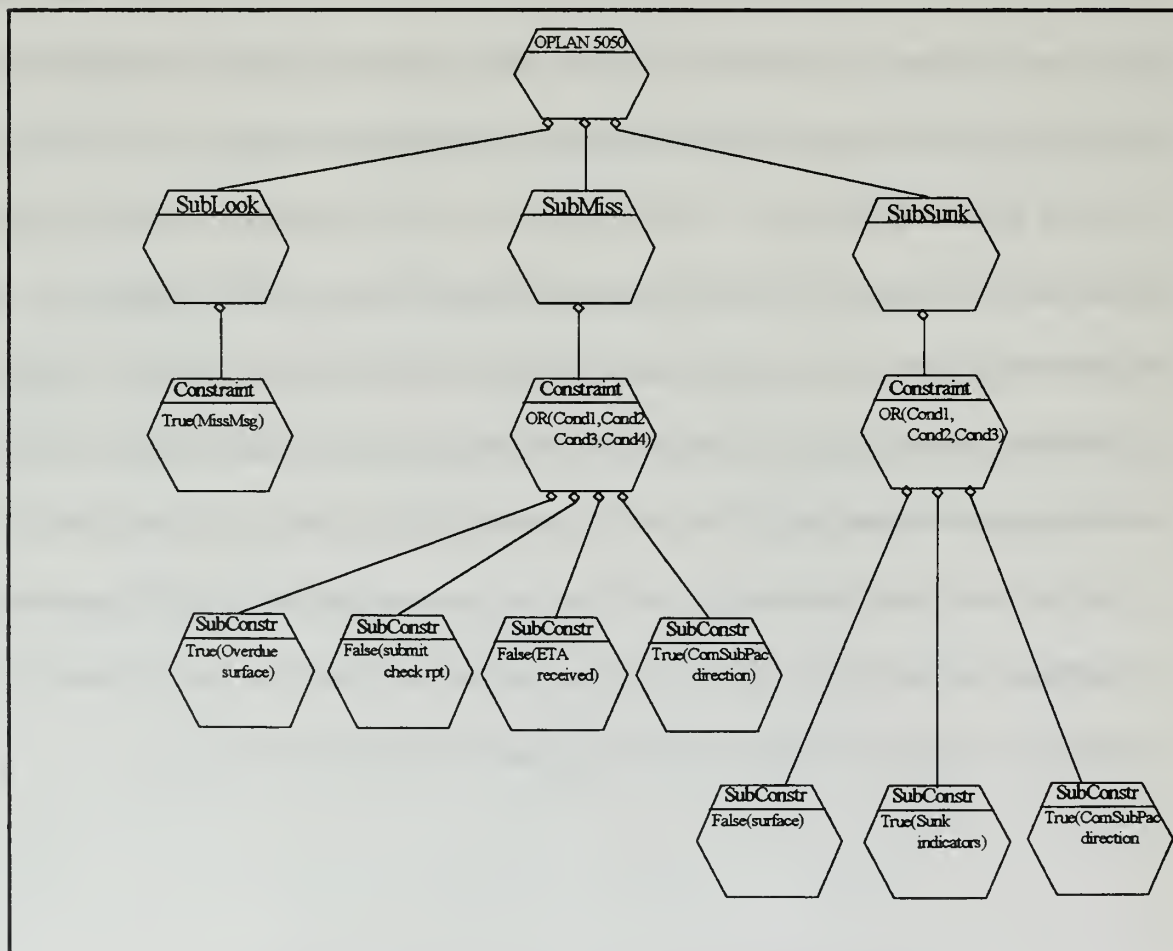 OPLAN 5050
SubLook
SubMiss
SubSunk
Constraint
True(MissMsg)
Constraint
OR(Cond1,Cond2
Cond3,Cond4)
Constraint
OR(Cond1,
Cond2,Cond3)
SubConstr
True(Overdue
surface)
SubConstr
False(submit
check rpt)
SubConstr
False(ETA
received)
SubConstr
True(ComSubPac
direction)
SubConstr
False(surface)
SubConstr
True(Sunk
indicators)
SubConstr
True(ComSubPac
direction